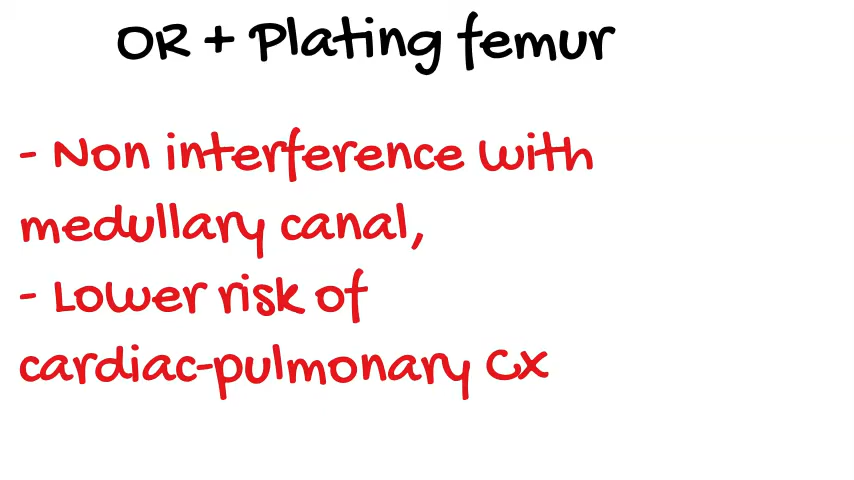 OR + Plating femur
- Non interference with
medullary canal,
- Lower risk of
cardiac-pulmonary Cx